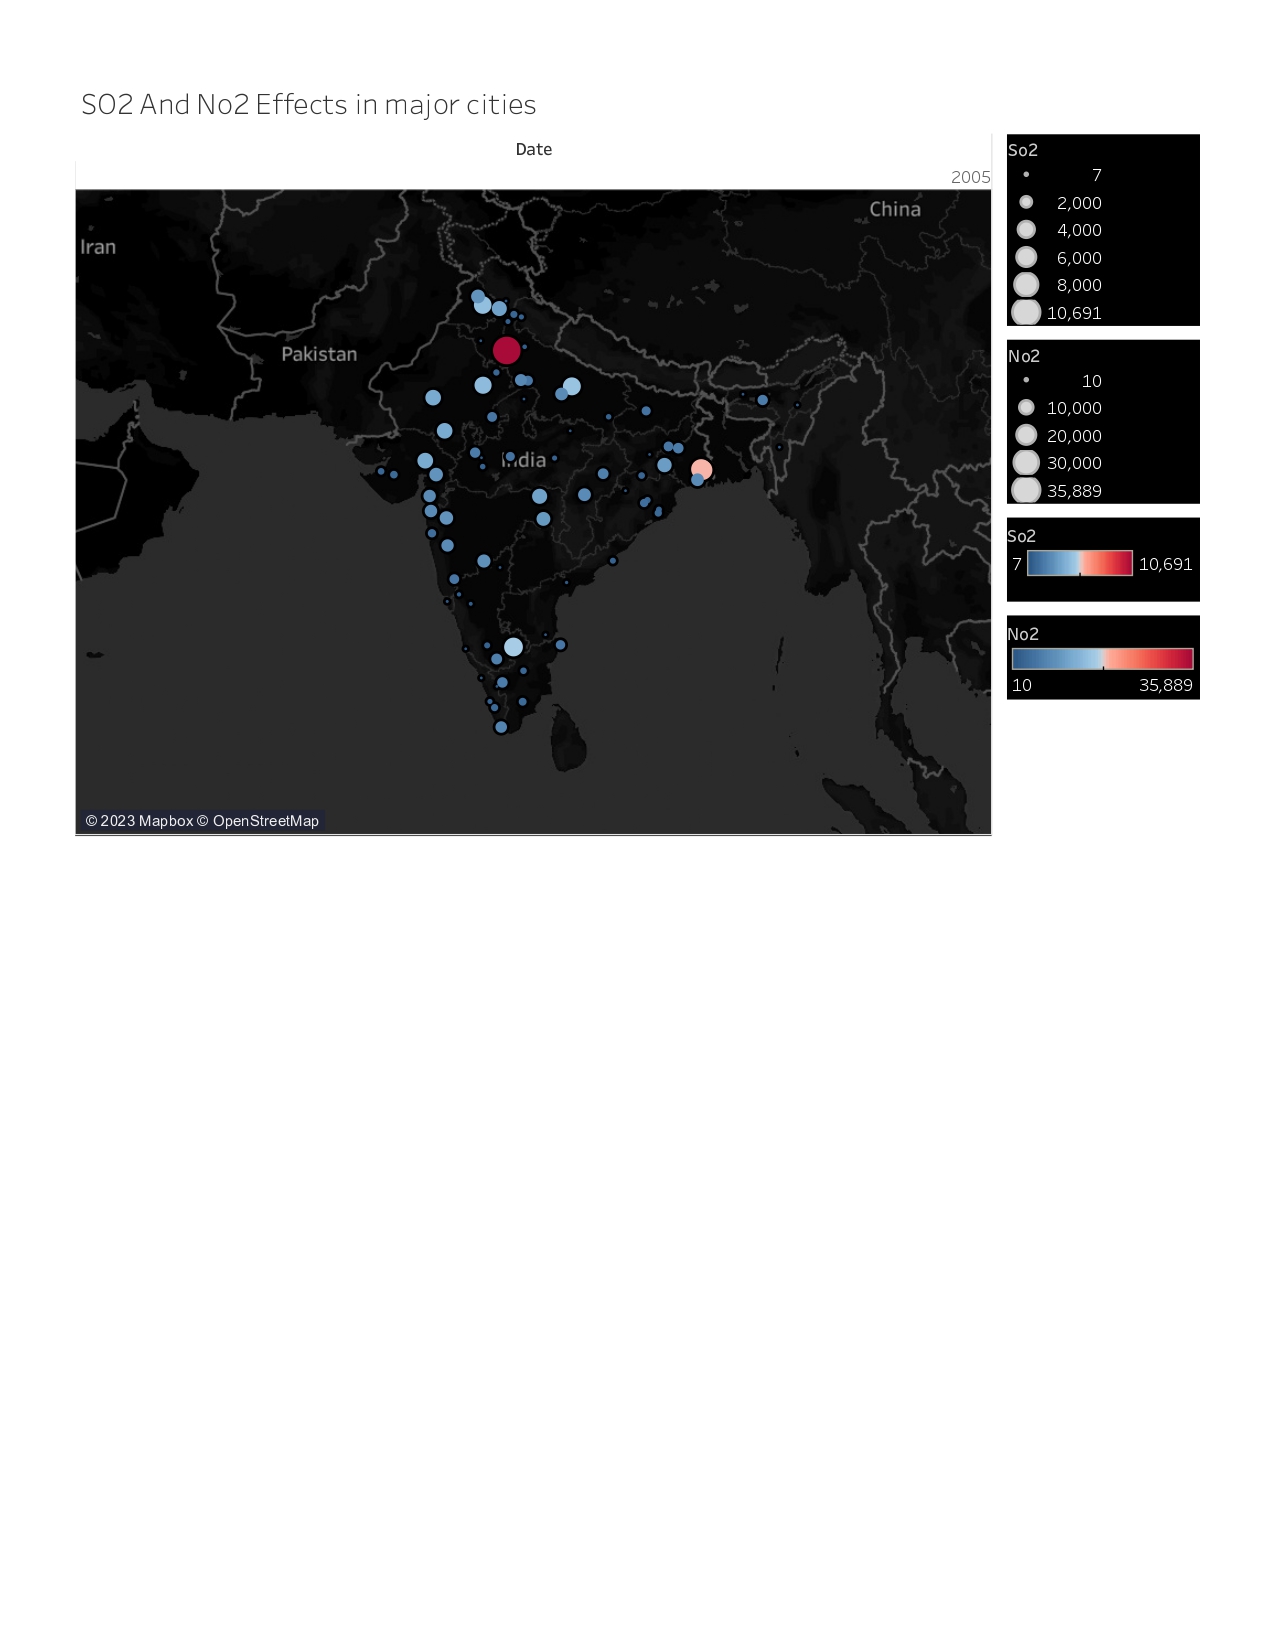 SO2 And No2 Effects in major cities
Date
2005
China
Iran
Pakistan
India
© 2023 Mapbox © OpenStreetMap
So2
7
2,000
4,000
6,000
8,000
10,691
No2
10
10,000
20,000
30,000
35,889
So2
7 10,691
No2
10 35,889